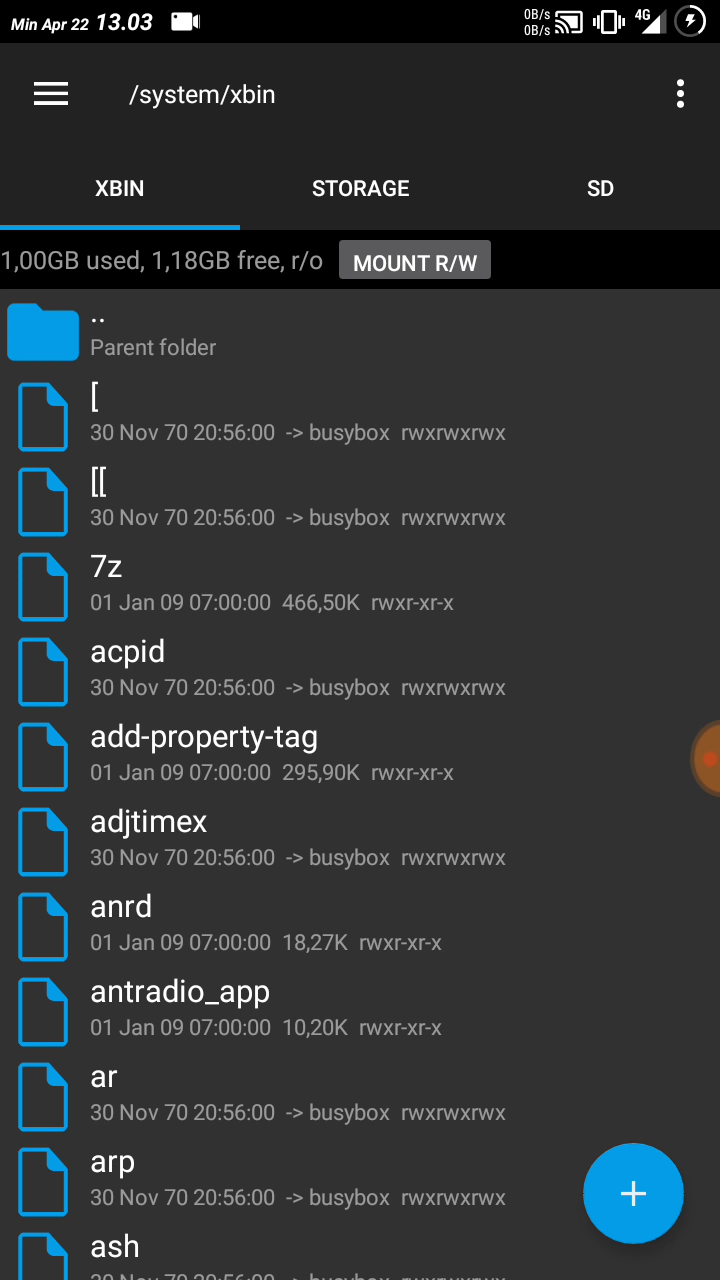 Min Apr 22 13.03
0B/s
0B/s
4G
/system/xbin
XBIN STORAGE SD
1,00GB used, 1,18GB free, r/o MOUNT R/W
..
Parent folder
[
30 Nov 70 20:56:00 -> busybox rwxrwxrwx
[[
30 Nov 70 20:56:00 -> busybox rwxrwxrwx
7z
01 Jan 09 07:00:00 466,50K rwxr-xr-x
acpid
30 Nov 70 20:56:00 -> busybox rwxrwxrwx
add-property-tag
01 Jan 09 07:00:00 295,90K rwxr-xr-x
adjtimex
30 Nov 70 20:56:00 -> busybox rwxrwxrwx
anrd
01 Jan 09 07:00:00 18,27K rwxr-xr-x
antradio_app
01 Jan 09 07:00:00 10,20K rwxr-xr-x
ar
30 Nov 70 20:56:00 -> busybox rwxrwxrwx
arp
30 Nov 70 20:56:00 -> busybox rwxrwxrwx
ash